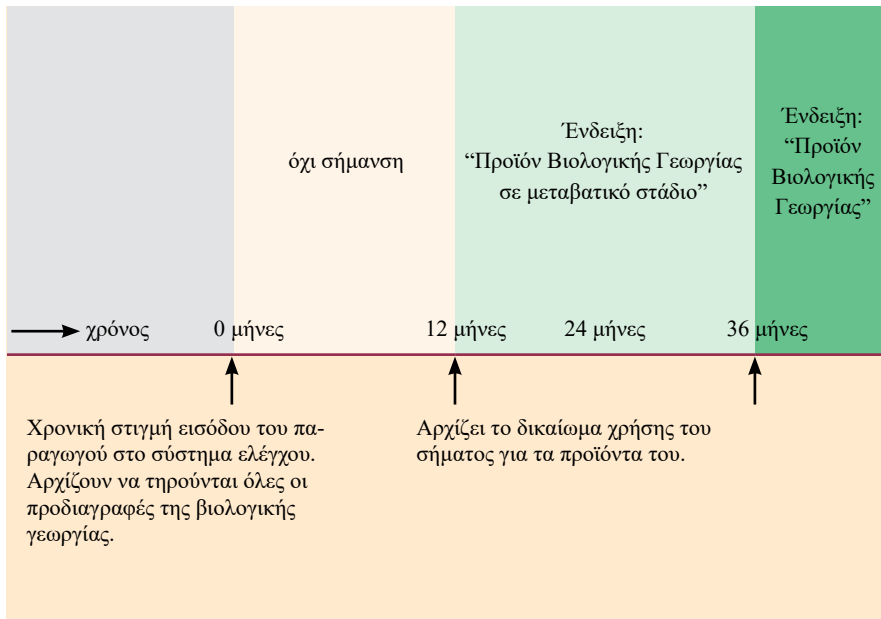 όχι σήμανση
Ένδειξη:
“Προϊόν Βιολογικής Γεωργίας
σε μεταβατικό στάδιο”
Ένδειξη:
“Προϊόν
Βιολογικής
Γεωργίας”
χρόνος
0 μήνες
12 μήνες
24 μήνες
36 μήνες
Χρονική στιγμή εισόδου του πα-
ραγωγού στο σύστημα ελέγχου.
Αρχίζουν να τηρούνται όλες οι
προδιαγραφές της βιολογικής
γεωργίας.
Αρχίζει το δικαίωμα χρήσης του
σήματος για τα προϊόντα του.